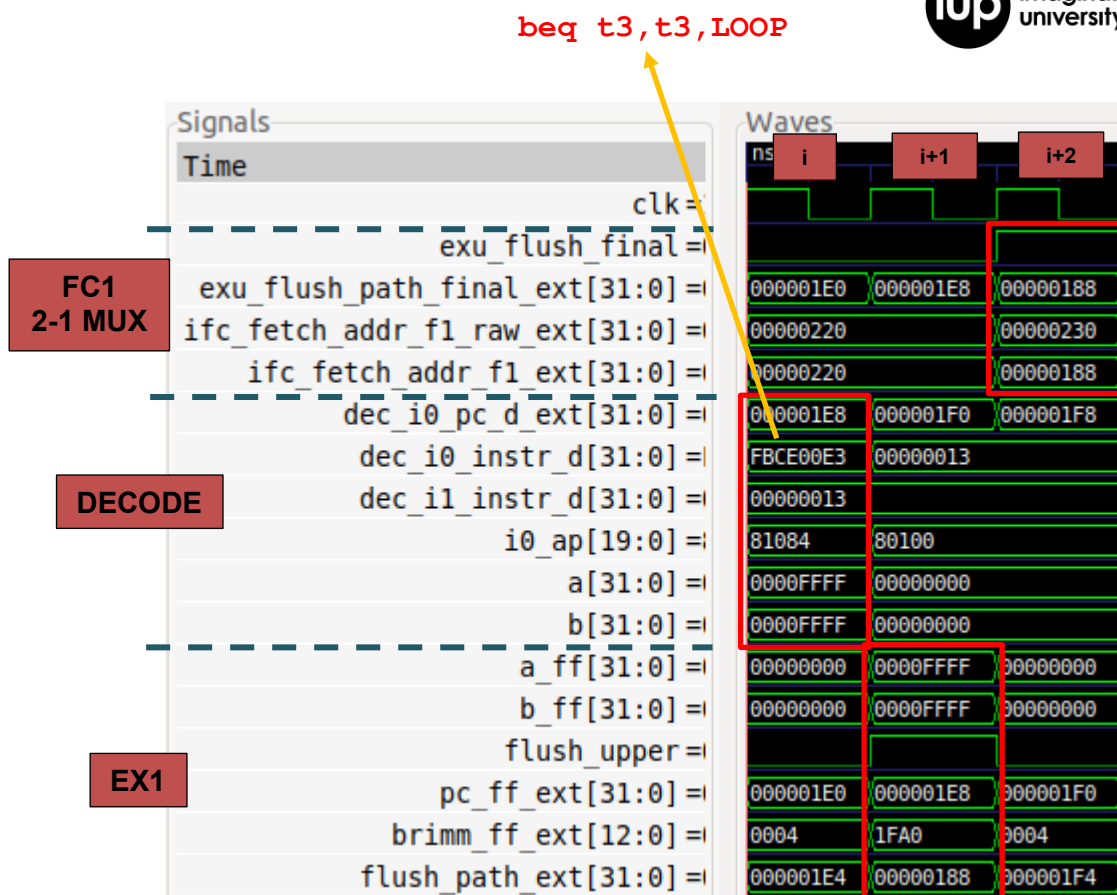 iup
university
beq t3,t3,LOOP
Signals
Waves
Time
ns
i
i+1
i+2
clk=
FC1
2-1 MUX
exu_flush_final=
exu_flush_path_final_ext[31:0]=
000001E0 000001E8 00000188
ifc_fetch_addr_f1_raw_ext[31:0]=
00000220 00000230
ifc_fetch_addr_f1_ext[31:0]=
00000220 00000188
DECODE
dec_i0_pc_d_ext[31:0]=
000001E8 000001F0 000001F8
dec_i0_instr_d[31:0]=
FBCE00E3 00000013
dec_i1_instr_d[31:0]=
00000013
i0_ap[19:0]=
81084 80100
a[31:0]=
0000FFFF 00000000
b[31:0]=
0000FFFF 00000000
EX1
a_ff[31:0]=
00000000 0000FFFF 00000000
b_ff[31:0]=
00000000 0000FFFF 00000000
flush_upper=
pc_ff_ext[31:0]=
000001E0 000001E8 000001F0
brimm_ff_ext[12:0]=
0004 1FA0 0004
flush_path_ext[31:0]=
000001E4 00000188 000001F4